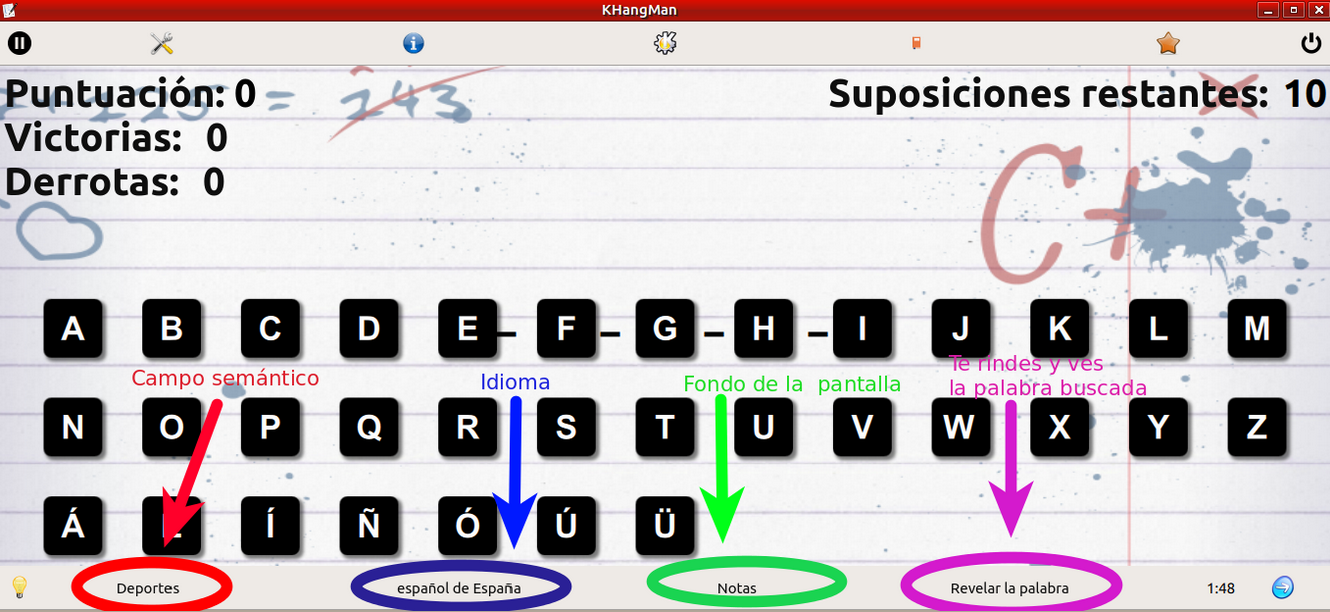 KHangMan
Puntuación: 0
Suposiciones restantes: 10
Victorias: 0
Derrotas: 0
243
C+
A B C D E F G H I J K L M
Campo semántico
Idioma
Fondo de la pantalla
Te rindes y ves
la palabra buscada
N O P Q R S T U V W X Y Z
Á É Í Ñ Ó Ú Ü
Deportes
español de España
Notas
Revelar la palabra
1:48